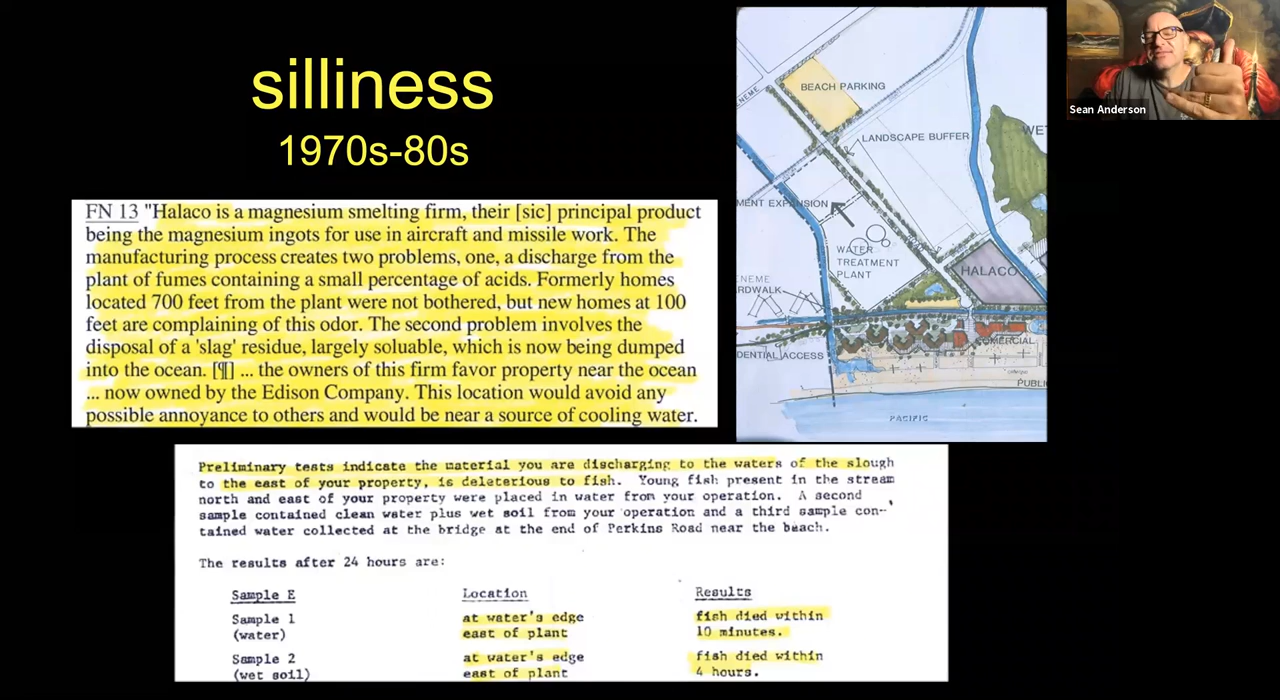 silliness
1970s-80s
FN 13 "Halaco is a magnesium smelting firm, their [sic] principal product
being the magnesium ingots for use in aircraft and missile work. The
manufacturing process creates two problems, one, a discharge from the
plant of fumes containing a small percentage of acids. Formerly homes
located 700 feet from the plant were not bothered, but new homes at 100
feet are complaining of this odor. The second problem involves the
disposal of a 'slag' residue, largely soluable, which is now being dumped
into the ocean. [¶] ... the owners of this firm favor property near the ocean
... now owned by the Edison Company. This location would avoid any
possible annoyance to others and would be near a source of cooling water.
Preliminary tests indicate the material you are discharging to the waters of the slough
to the east of your property, is deleterious to fish. Young fish present in the stream
north and east of your property were placed in water from your operation. A second
sample contained clean water plus wet soil from your operation and a third sample con-
tained water collected at the bridge at the end of Perkins Road near the beach.
The results after 24 hours are:
Sample E Location Results
Sample 1 at water's edge fish died within
(water) east of plant 10 minutes.
Sample 2 at water's edge fish died within
(wet soil) east of plant 4 hours.
BEACH PARKING
ENEME
LANDSCAPE BUFFER
WET
MENT EXPANSION
WATER
TREATMENT
PLANT
HALACO
ENEME
RDWALK
COMERCIAL
DENTIAL ACCESS
PUBLIC
PACIFIC
Sean Anderson